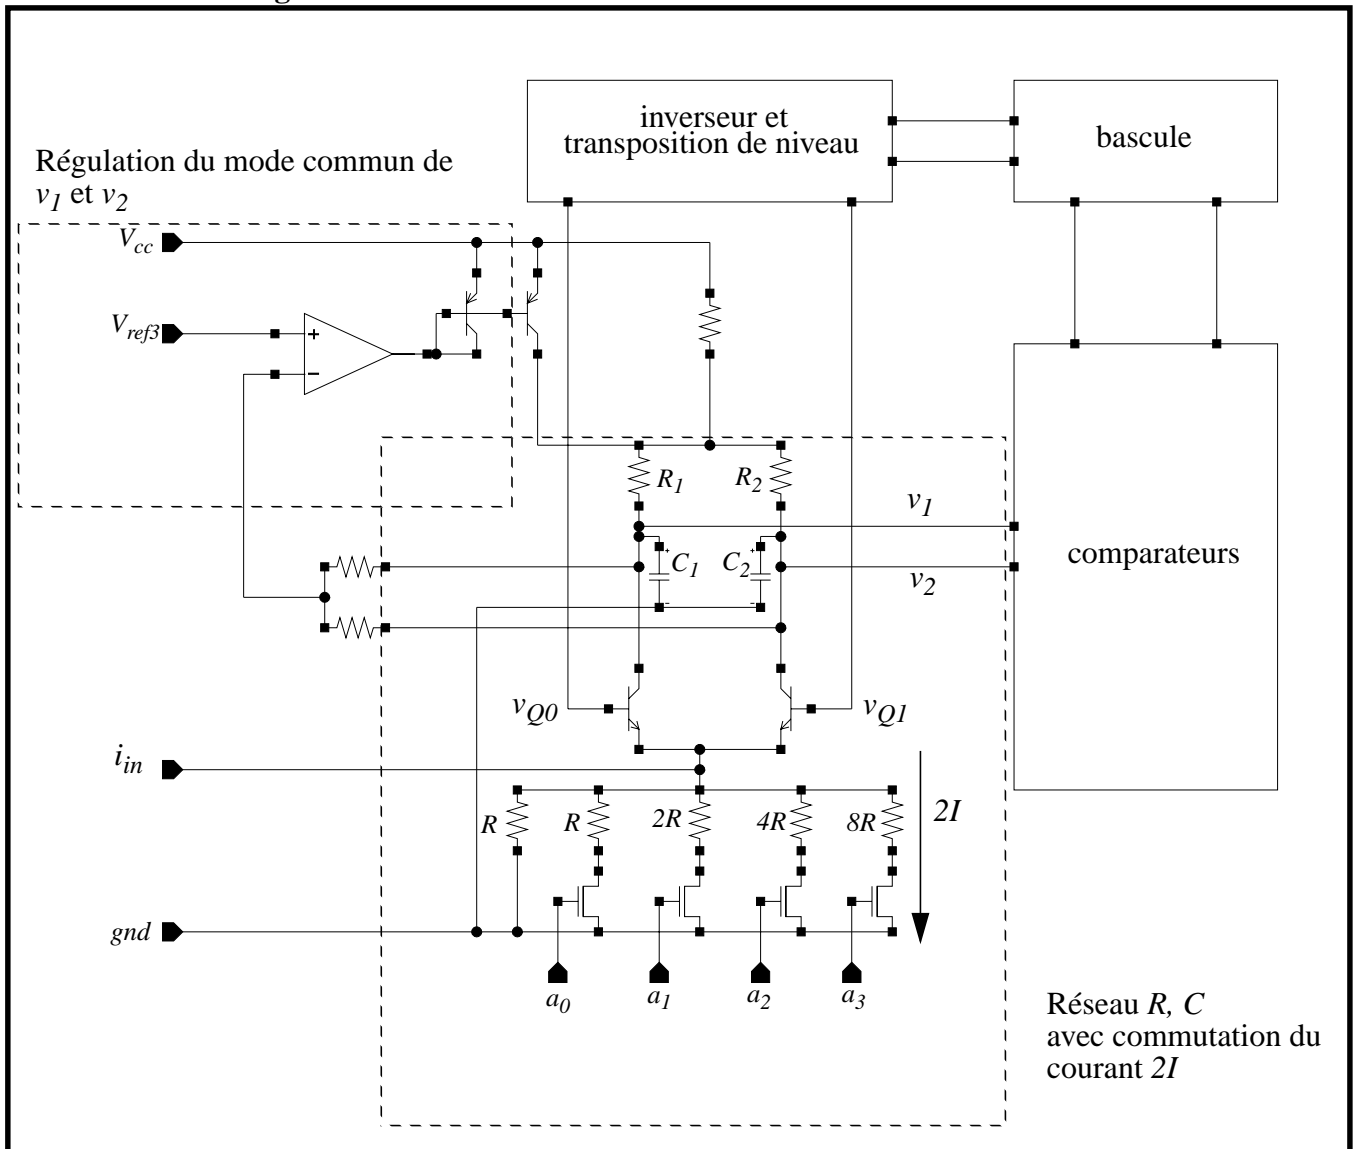 inverseur et
transposition de niveau
bascule
Régulation du mode commun de
v1 et v2
Vcc
Vref3
+
−
R1
R2
v1
v2
+
+
C1
C2
-
-
comparateurs
vQ0
vQ1
iin
R
R
2R
4R
8R
2I
gnd
a0
a1
a2
a3
Réseau R, C
avec commutation du
courant 2I